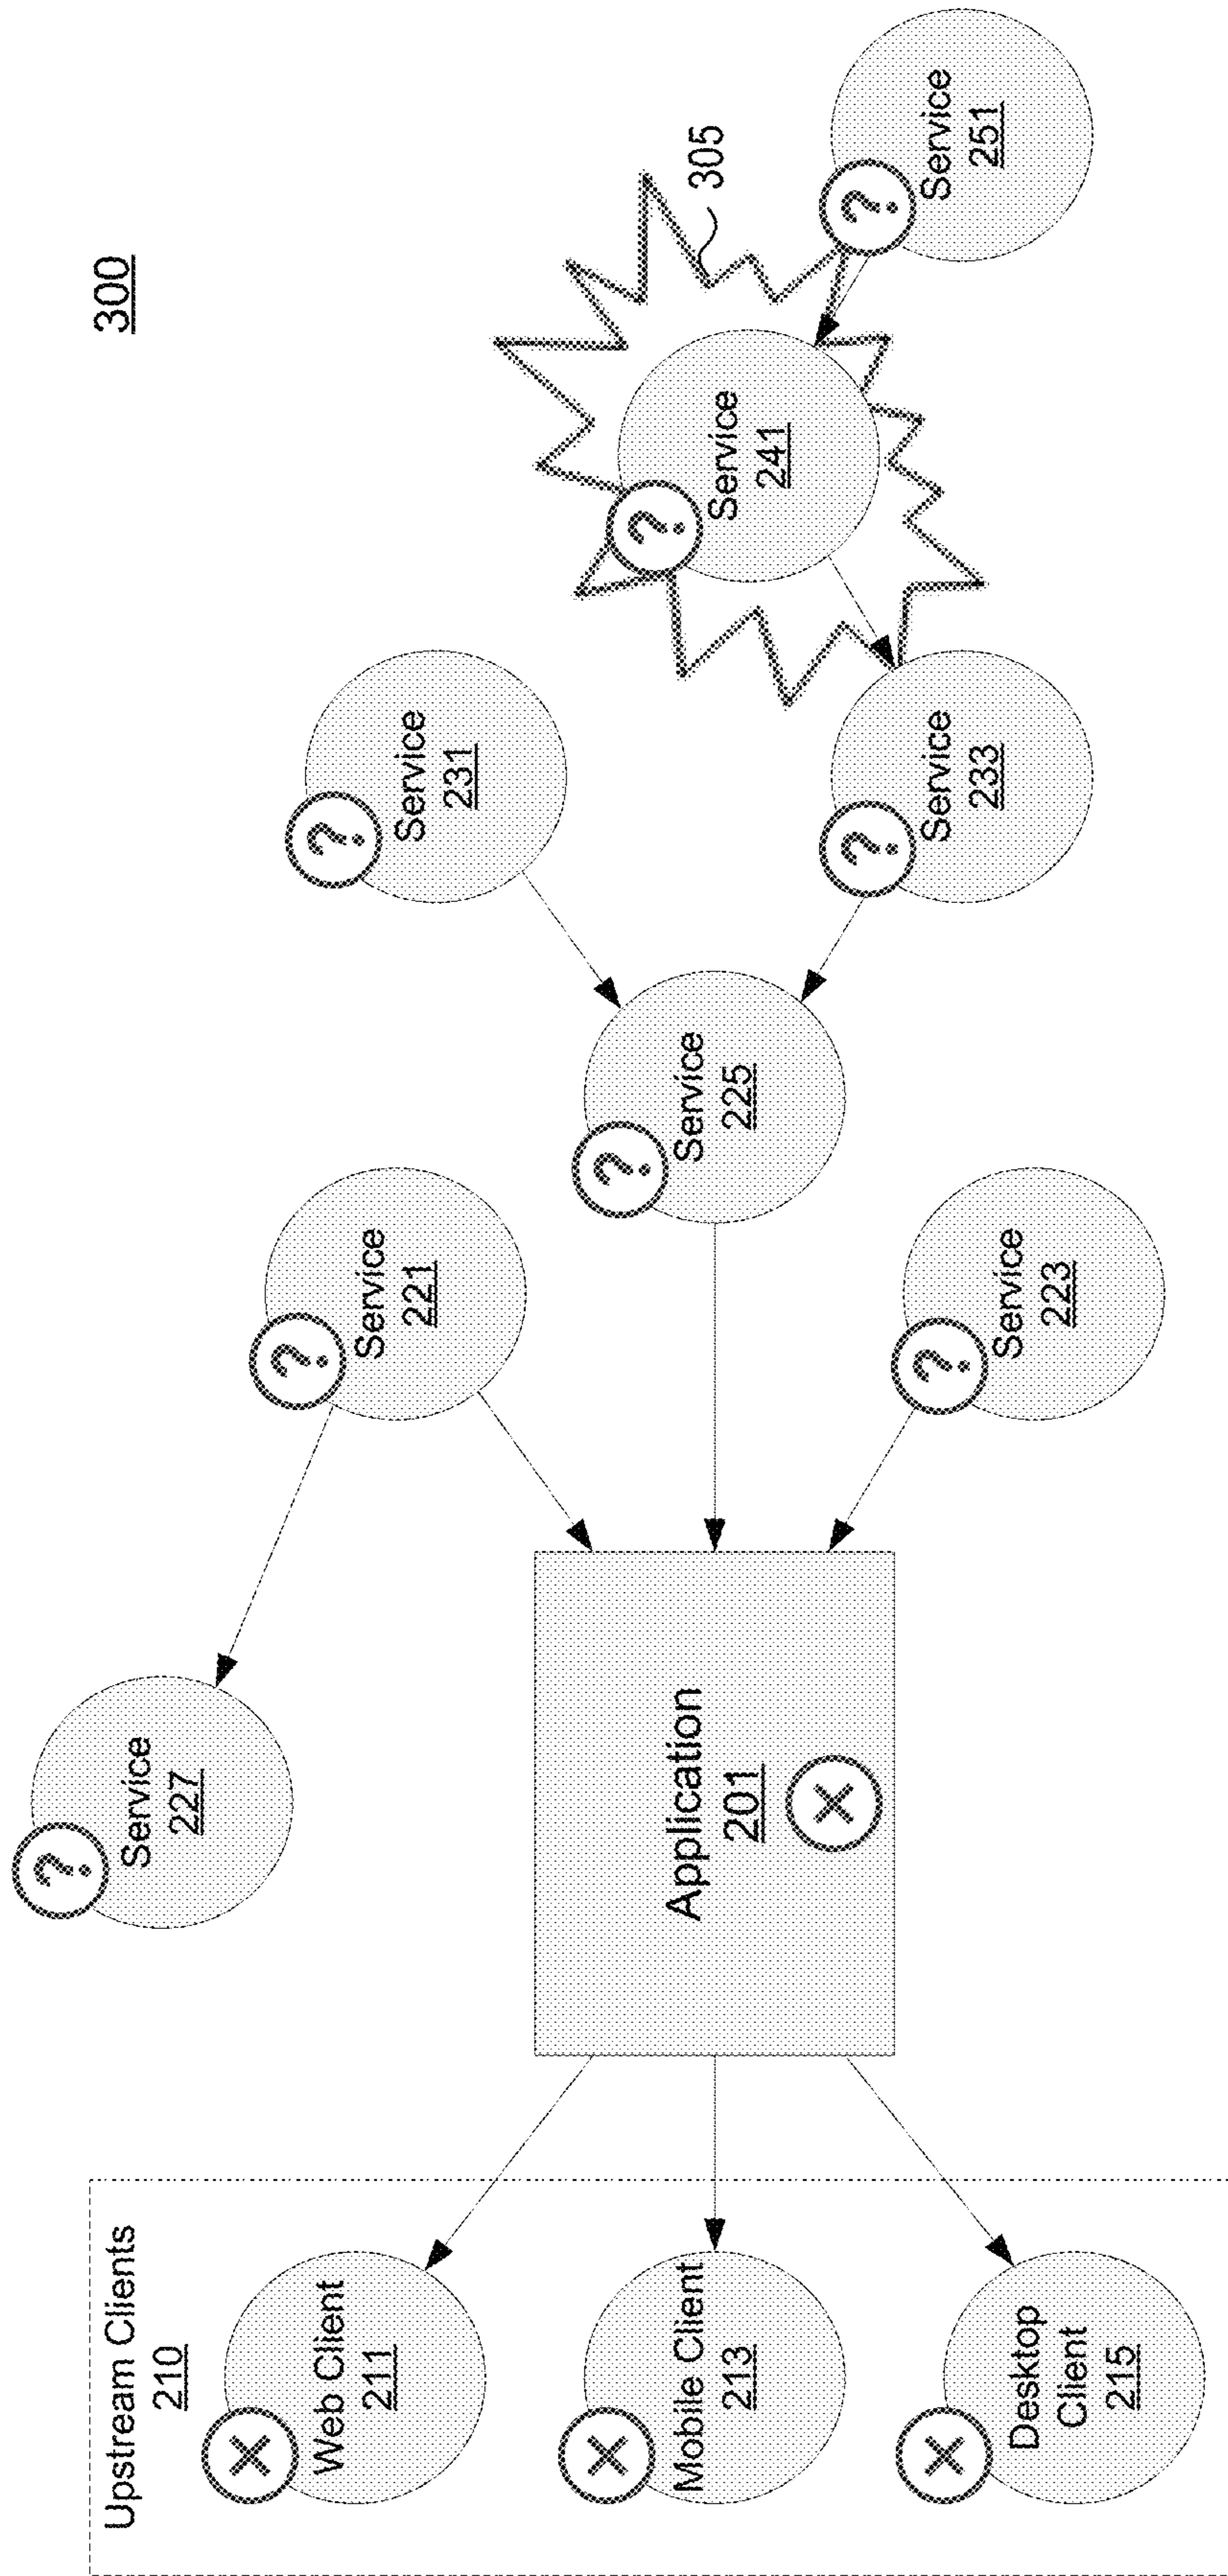 300
Upstream Clients
210
Service
227
?
Web Client
211
X
Service
221
?
Service
231
?
Mobile Client
213
X
Application
201
X
Service
225
?
Service
241
?
305
Desktop
Client
215
X
Service
223
?
Service
233
?
Service
251
?